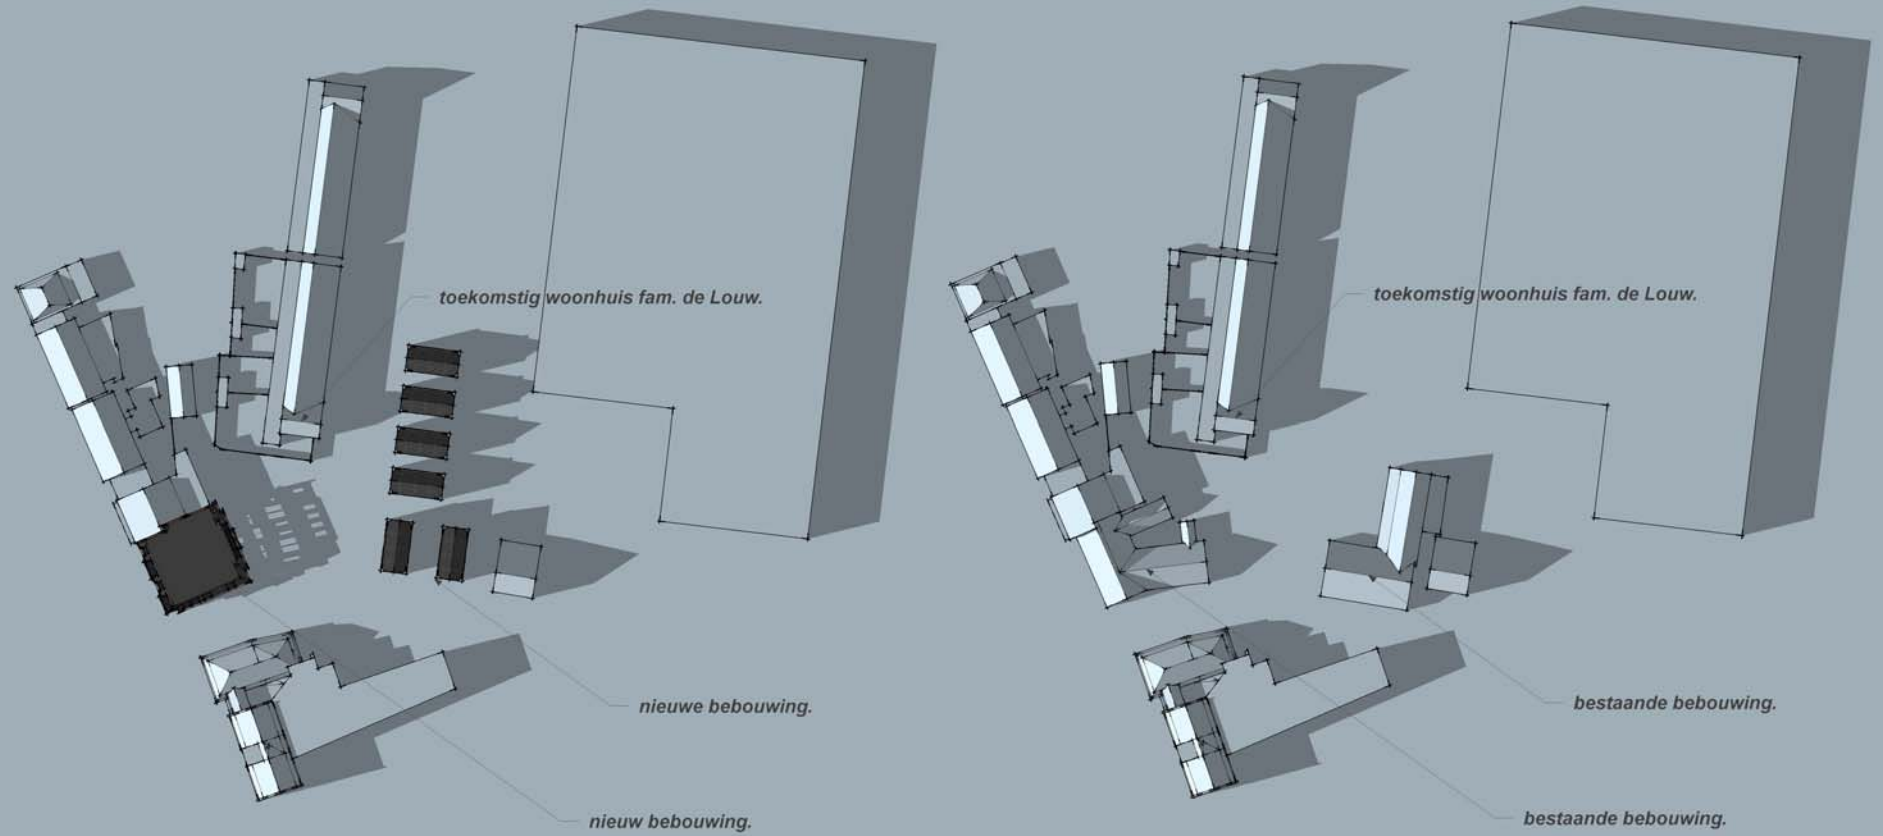 toekomstig woonhuis fam. de Louw.
toekomstig woonhuis fam. de Louw.
nieuwe bebouwing.
bestaande bebouwing.
nieuw bebouwing.
bestaande bebouwing.